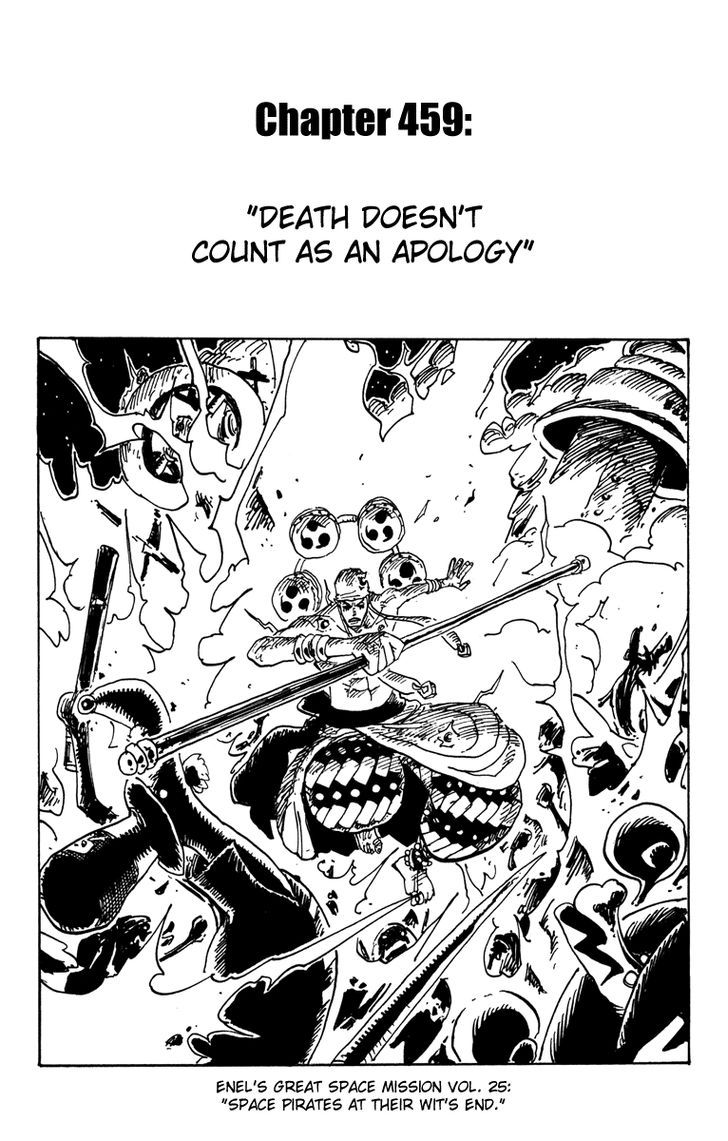 Chapter 459:
"DEATH DOESN'T
COUNT AS AN APOLOGY"
ENEL'S GREAT SPACE MISSION VOL. 25:
"SPACE PIRATES AT THEIR WIT'S END."